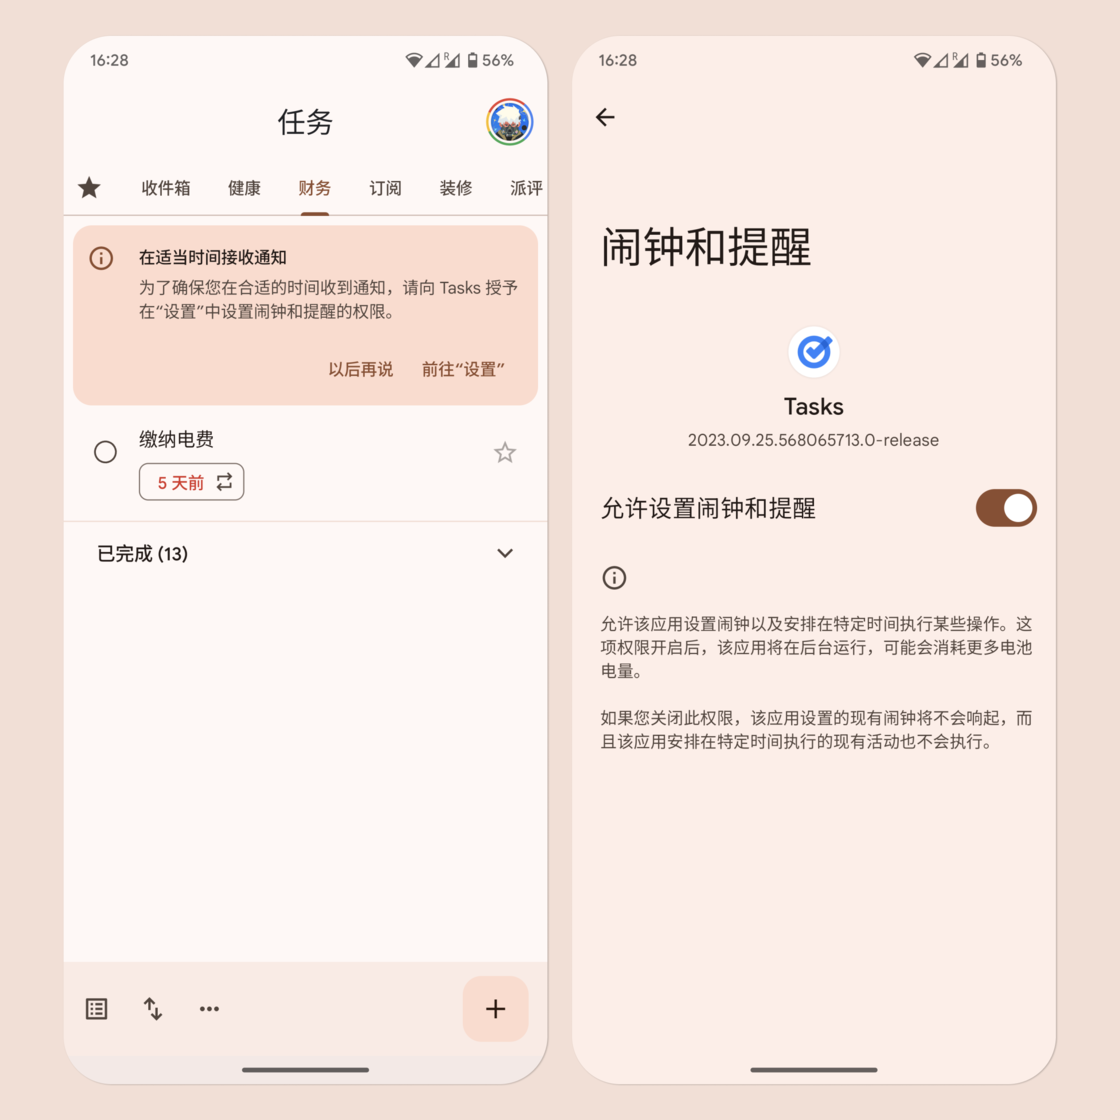 16:28
R
56%
任务
收件箱
健康
财务
订阅
装修
派评
在适当时间接收通知
为了确保您在合适的时间收到通知，请向 Tasks 授予
在“设置”中设置闹钟和提醒的权限。
以后再说
前往“设置”
缴纳电费
5 天前
已完成 (13)
16:28
R
56%
闹钟和提醒
Tasks
2023.09.25.568065713.0-release
允许设置闹钟和提醒
允许该应用设置闹钟以及安排在特定时间执行某些操作。这
项权限开启后，该应用将在后台运行，可能会消耗更多电池
电量。
如果您关闭此权限，该应用设置的现有闹钟将不会响起，而
且该应用安排在特定时间执行的现有活动也不会执行。